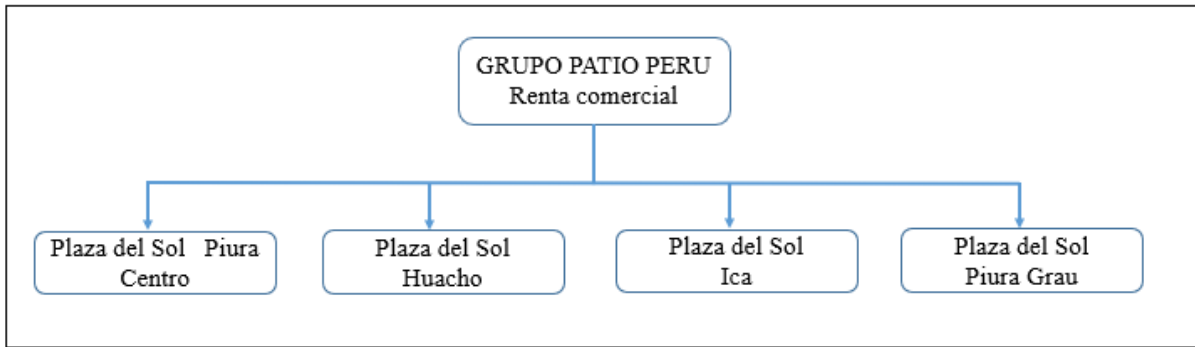 GRUPO PATIO PERU
Renta comercial
Plaza del Sol Piura
Centro
Plaza del Sol
Huacho
Plaza del Sol
Ica
Plaza del Sol
Piura Grau